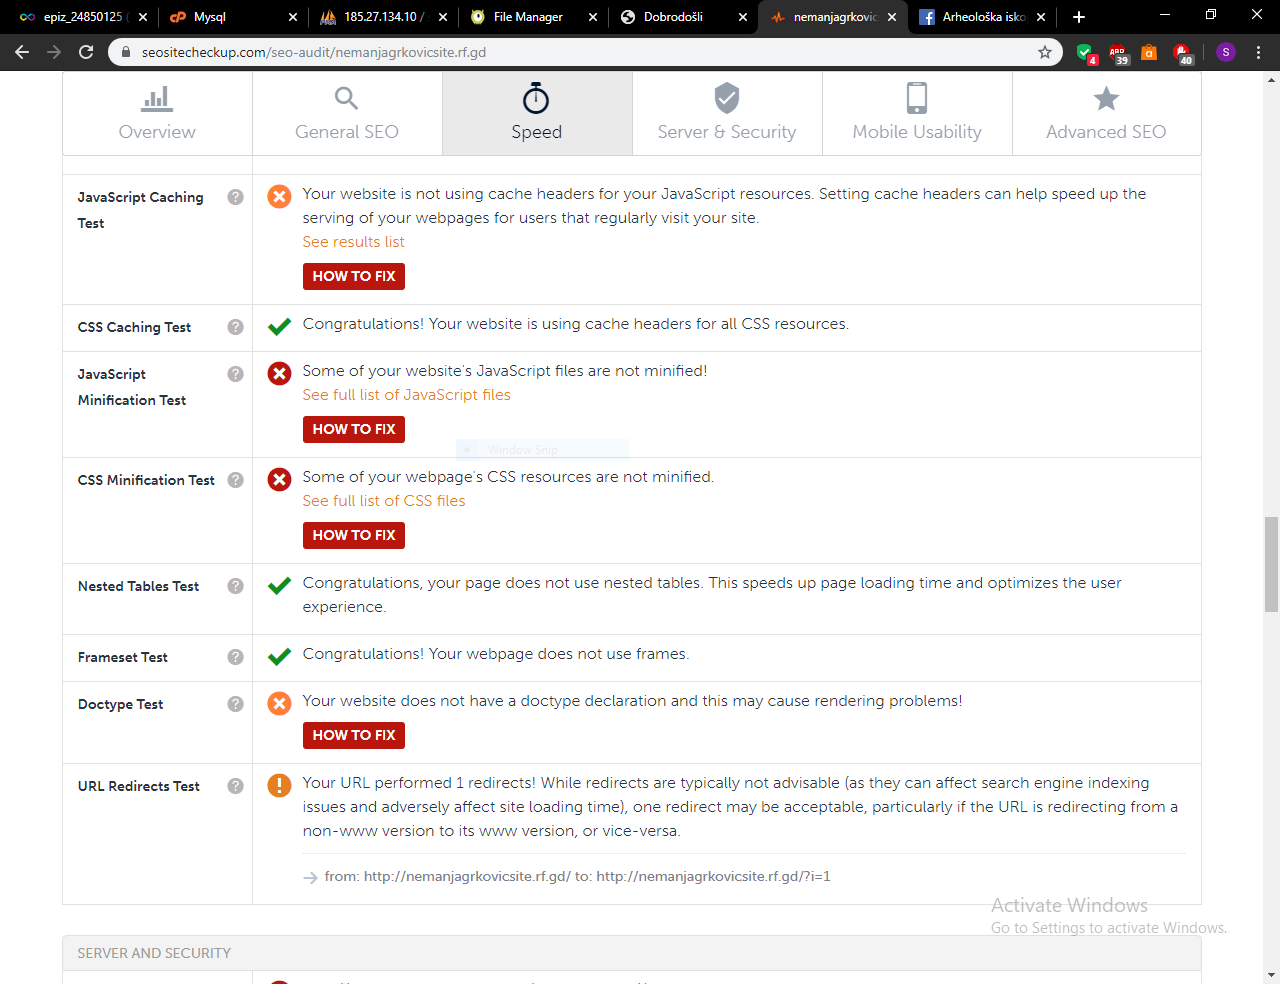 epiz_24850125 (
Mysql
185.27.134.10 /
File Manager
Dobrodošli
nemanjagrkovic
Arheološka isko
seositecheckup.com/seo-audit/nemanjagrkovicsite.rf.gd
4
39
a
40
S
Overview
General SEO
Speed
Server & Security
Mobile Usability
Advanced SEO
JavaScript Caching
Test
?
Your website is not using cache headers for your JavaScript resources. Setting cache headers can help speed up the
serving of your webpages for users that regularly visit your site.
See results list
HOW TO FIX
CSS Caching Test
?
Congratulations! Your website is using cache headers for all CSS resources.
JavaScript
Minification Test
?
Some of your website's JavaScript files are not minified!
See full list of JavaScript files
HOW TO FIX
Window Snip
CSS Minification Test
?
Some of your webpage's CSS resources are not minified.
See full list of CSS files
HOW TO FIX
Nested Tables Test
?
Congratulations, your page does not use nested tables. This speeds up page loading time and optimizes the user
experience.
Frameset Test
?
Congratulations! Your webpage does not use frames.
Doctype Test
?
Your website does not have a doctype declaration and this may cause rendering problems!
HOW TO FIX
URL Redirects Test
?
Your URL performed 1 redirects! While redirects are typically not advisable (as they can affect search engine indexing
issues and adversely affect site loading time), one redirect may be acceptable, particularly if the URL is redirecting from a
non-www version to its www version, or vice-versa.
from: http://nemanjagrkovicsite.rf.gd/ to: http://nemanjagrkovicsite.rf.gd/?i=1
Activate Windows
Go to Settings to activate Windows.
SERVER AND SECURITY